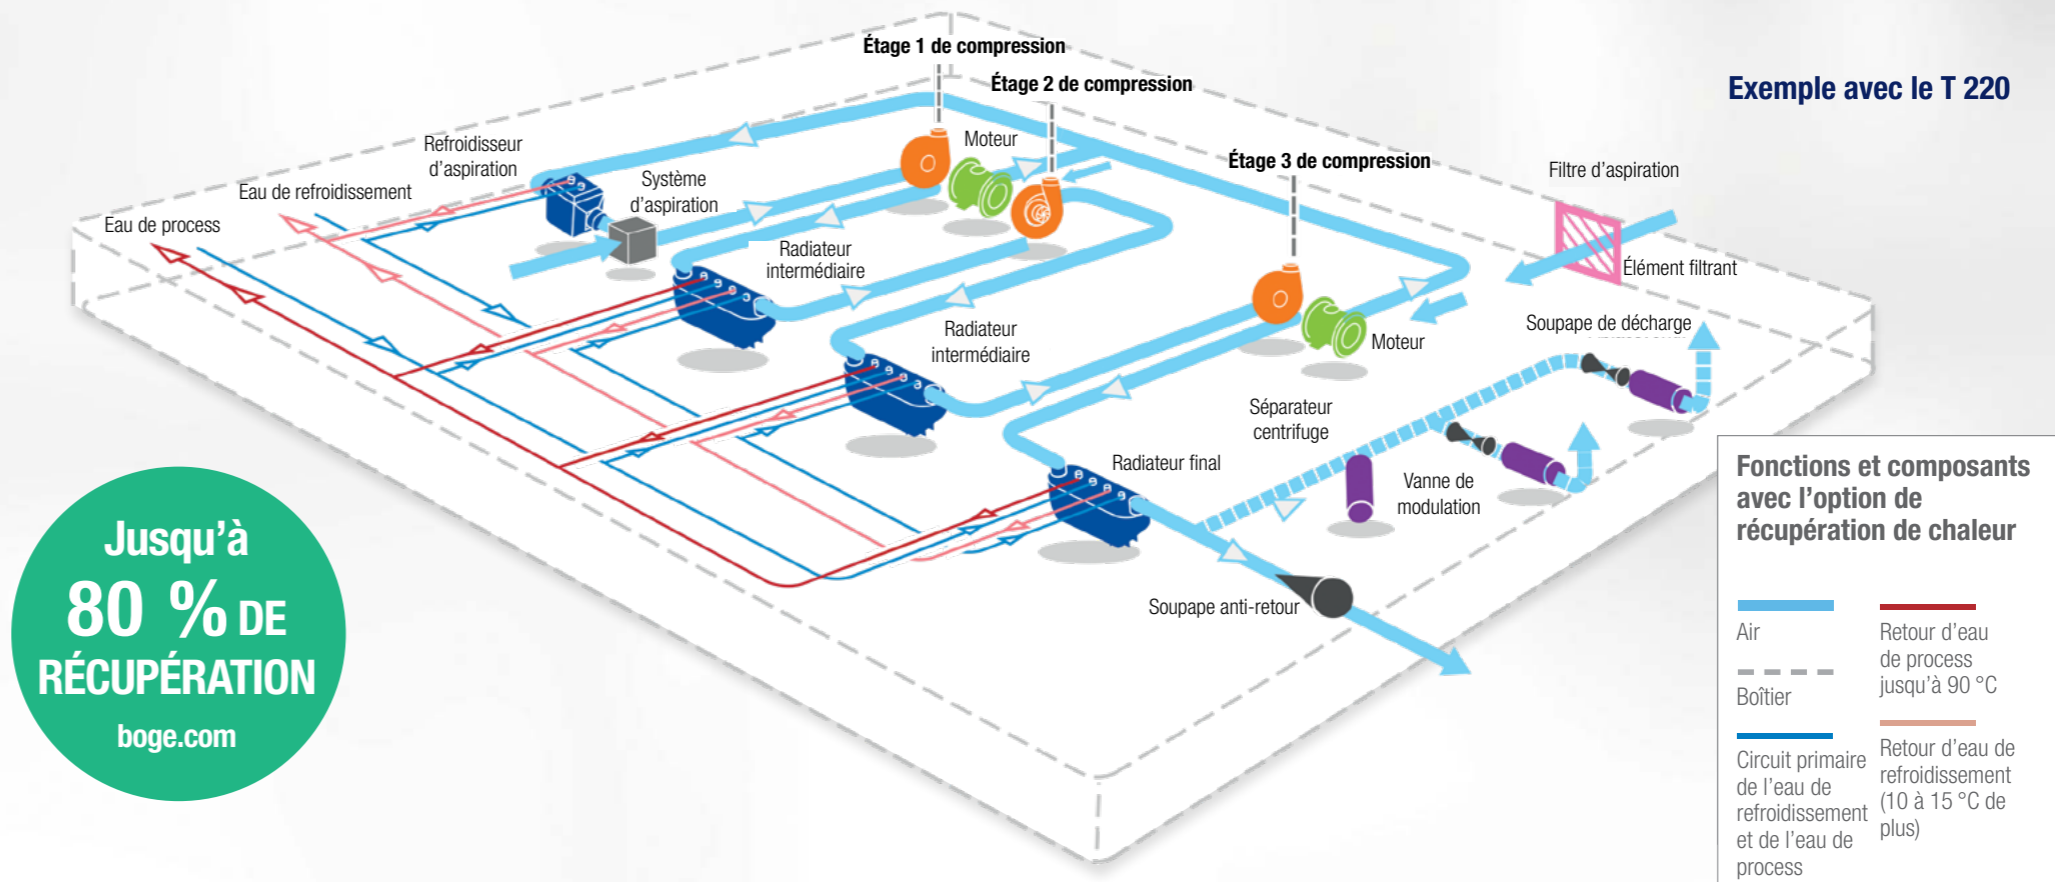 Étage 1 de compression
Étage 2 de compression
Exemple avec le T 220
Refroidisseur
d’aspiration
Moteur
Étage 3 de compression
Filtre d’aspiration
Eau de refroidissement
Système
d’aspiration
Eau de process
Radiateur
intermédiaire
Élément filtrant
Radiateur
intermédiaire
Soupape de décharge
Moteur
Séparateur
centrifuge
Radiateur final
Vanne de
modulation
Soupape anti-retour
Jusqu’à
80 % DE
RÉCUPÉRATION
boge.com
Fonctions et composants
avec l’option de
récupération de chaleur
Air
Boîtier
Circuit primaire
de l’eau de
refroidissement
et de l’eau de
process
Retour d’eau
de process
jusqu’à 90 °C
Retour d’eau de
refroidissement
(10 à 15 °C de
plus)